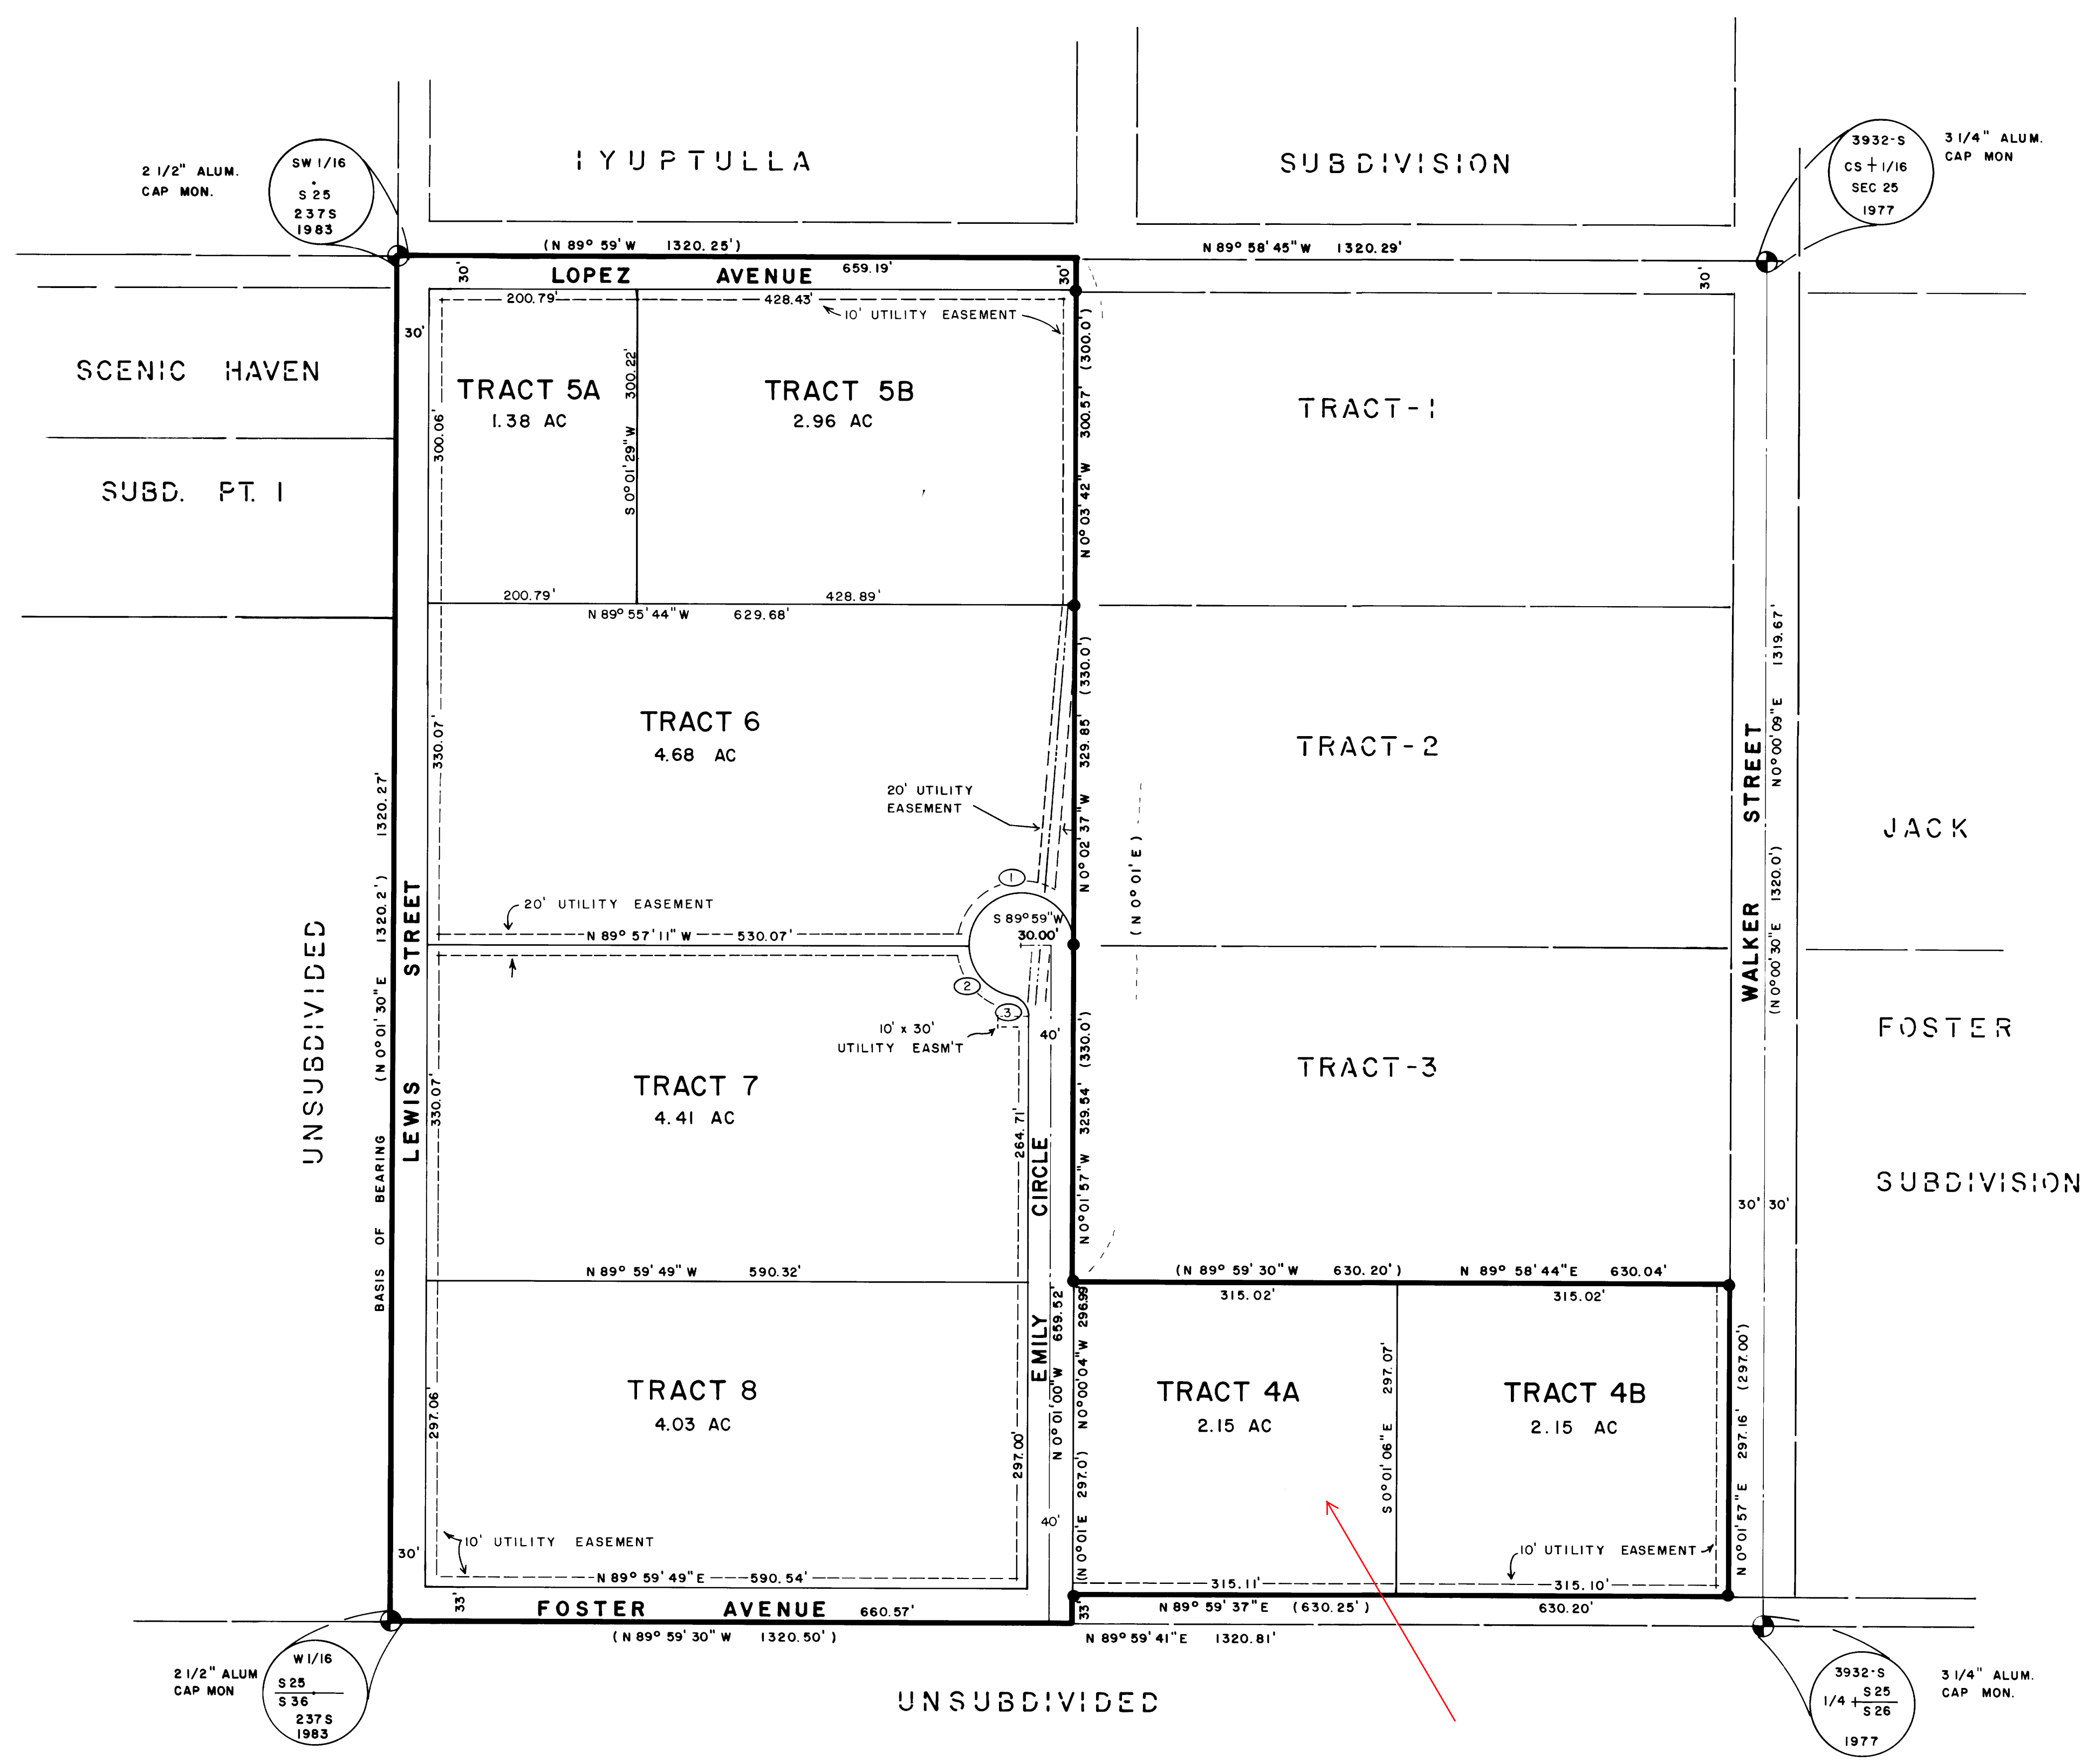 IYUPTULLA SUBDIVISION
2 1/2" ALUM.
CAP MON.
SW 1/16
S 25
237S
1983
3932-S
CS + 1/16
SEC 25
1977
3 1/4" ALUM.
CAP MON
(N 89° 59' W 1320.25')
N 89° 58' 45" W 1320.29'
30'
LOPEZ AVENUE
659.19'
30'
30'
200.79'
428.43'
10' UTILITY EASEMENT
30'
SCENIC HAVEN
SUBD. PT. I
TRACT 5A
1.38 AC
300.06'
S 0° 01' 29" W 300.22'
TRACT 5B
2.96 AC
N 0° 03' 42" W 300.57' (300.0')
TRACT-1
200.79'
428.89'
N 89° 55' 44" W 629.68'
TRACT 6
4.68 AC
330.07'
20' UTILITY
EASEMENT
N 0° 02' 37" W 329.85' (330.0')
(N 0° 01' E)
TRACT-2
WALKER STREET
N 0° 00' 09" E 1319.67'
(N 0° 00' 30" E 1320.0')
JACK
FOSTER
SUBDIVISION
UNSUBDIVIDED
BASIS OF BEARING (N 0° 01' 30" E 1320.2') 1320.27'
LEWIS STREET
20' UTILITY EASEMENT
N 89° 57' 11" W 530.07'
1
S 89° 59" W
30.00'
2
3
10' x 30'
UTILITY EASM'T
40'
TRACT 7
4.41 AC
330.07'
264.71'
EMILY CIRCLE
N 0° 01' 57" W 329.54' (330.0')
TRACT-3
30' 30'
N 89° 59' 49" W 590.32'
(N 89° 59' 30" W 630.20')
N 89° 58' 44" E 630.04'
315.02'
315.02'
TRACT 8
4.03 AC
297.06'
297.00'
N 0° 01' 00" W 659.52'
N 0° 00' 04" W 296.99'
(N 0° 01' E 297.0')
40'
TRACT 4A
2.15 AC
S 0° 01' 06" E 297.07'
TRACT 4B
2.15 AC
N 0° 01' 57" E 297.16' (297.00')
10' UTILITY EASEMENT
10' UTILITY EASEMENT
30'
N 89° 59' 49" E 590.54'
315.11'
315.10'
33'
FOSTER AVENUE
660.57'
33'
N 89° 59' 37" E (630.25')
630.20'
(N 89° 59' 30" W 1320.50')
N 89° 59' 41" E 1320.81'
2 1/2" ALUM
CAP MON
W 1/16
S 25
S 36
237S
1983
UNSUBDIVIDED
3932-S
1/4 S 25
S 26
1977
3 1/4" ALUM.
CAP MON.